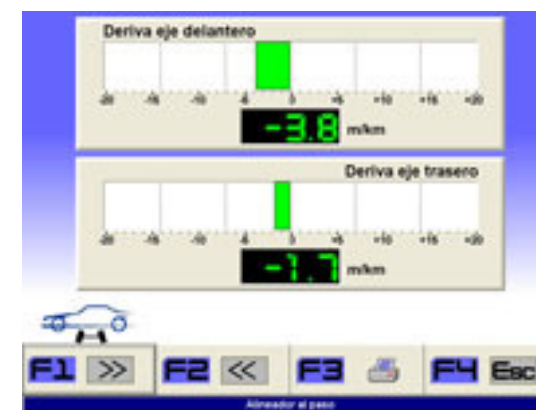 Deriva eje delantero
-20 -15 -10 -5 0 +5 +10 +15 +20
-3.8 m/km
Deriva eje trasero
-20 -15 -10 -5 0 +5 +10 +15 +20
-1.7 m/km
F1 >> F2 << F3 F4 Esc
Alineador al paso